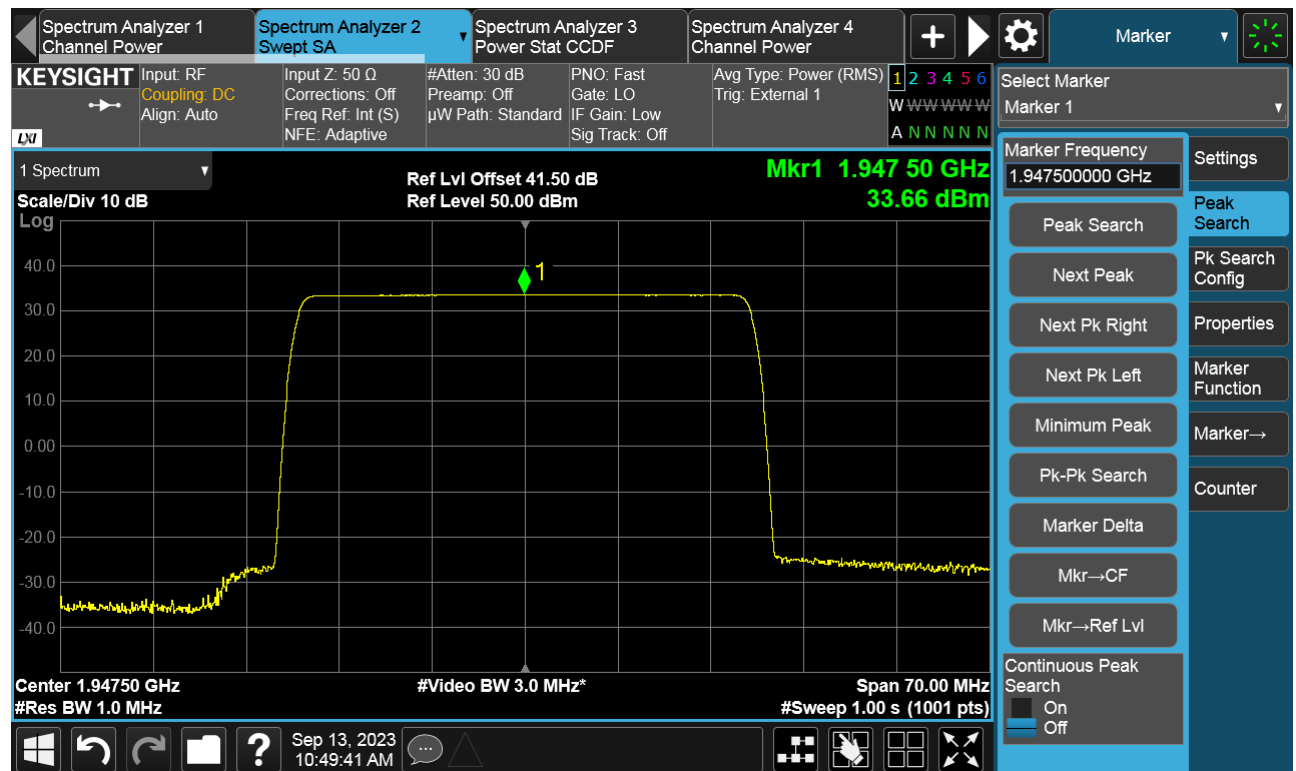 Spectrum Analyzer 1
Channel Power
Spectrum Analyzer 2
Swept SA
Spectrum Analyzer 3
Power Stat CCDF
Spectrum Analyzer 4
Channel Power
+
Marker
KEYSIGHT
LXI
Input: RF
Coupling: DC
Align: Auto
Input Z: 50 Ω
Corrections: Off
Freq Ref: Int (S)
NFE: Adaptive
#Atten: 30 dB
Preamp: Off
µW Path: Standard
PNO: Fast
Gate: LO
IF Gain: Low
Sig Track: Off
Avg Type: Power (RMS)
Trig: External 1
1 2 3 4 5 6
W W W W W W
A N N N N N
Select Marker
Marker 1
1 Spectrum
Scale/Div 10 dB
Log
Ref Lvl Offset 41.50 dB
Ref Level 50.00 dBm
Mkr1 1.947 50 GHz
33.66 dBm
1
40.0
30.0
20.0
10.0
0.00
-10.0
-20.0
-30.0
-40.0
Center 1.94750 GHz
#Res BW 1.0 MHz
#Video BW 3.0 MHz*
Span 70.00 MHz
#Sweep 1.00 s (1001 pts)
Marker Frequency
1.947500000 GHz
Peak Search
Next Peak
Next Pk Right
Next Pk Left
Minimum Peak
Pk-Pk Search
Marker Delta
Mkr→CF
Mkr→Ref Lvl
Continuous Peak
Search
On
Off
Settings
Peak
Search
Pk Search
Config
Properties
Marker
Function
Marker→
Counter
?
Sep 13, 2023
10:49:41 AM